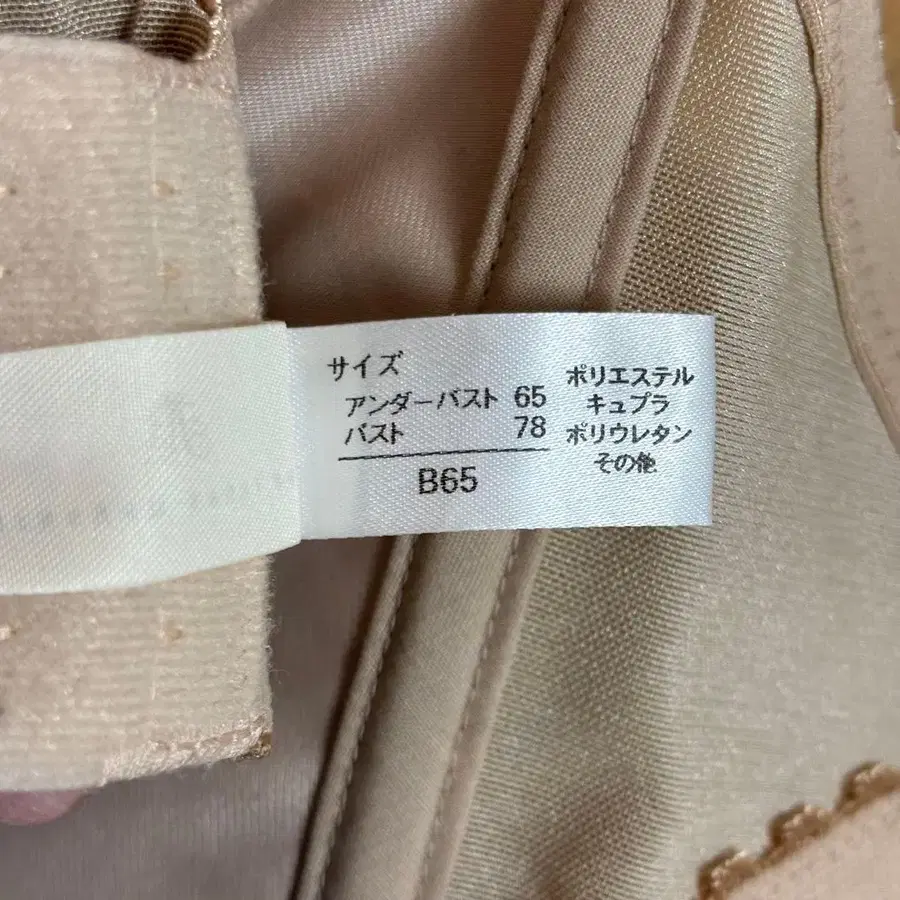 サイズ
アンダーバスト 65
バスト 78
B65
ポリエステル
キュプラ
ポリウレタン
その他